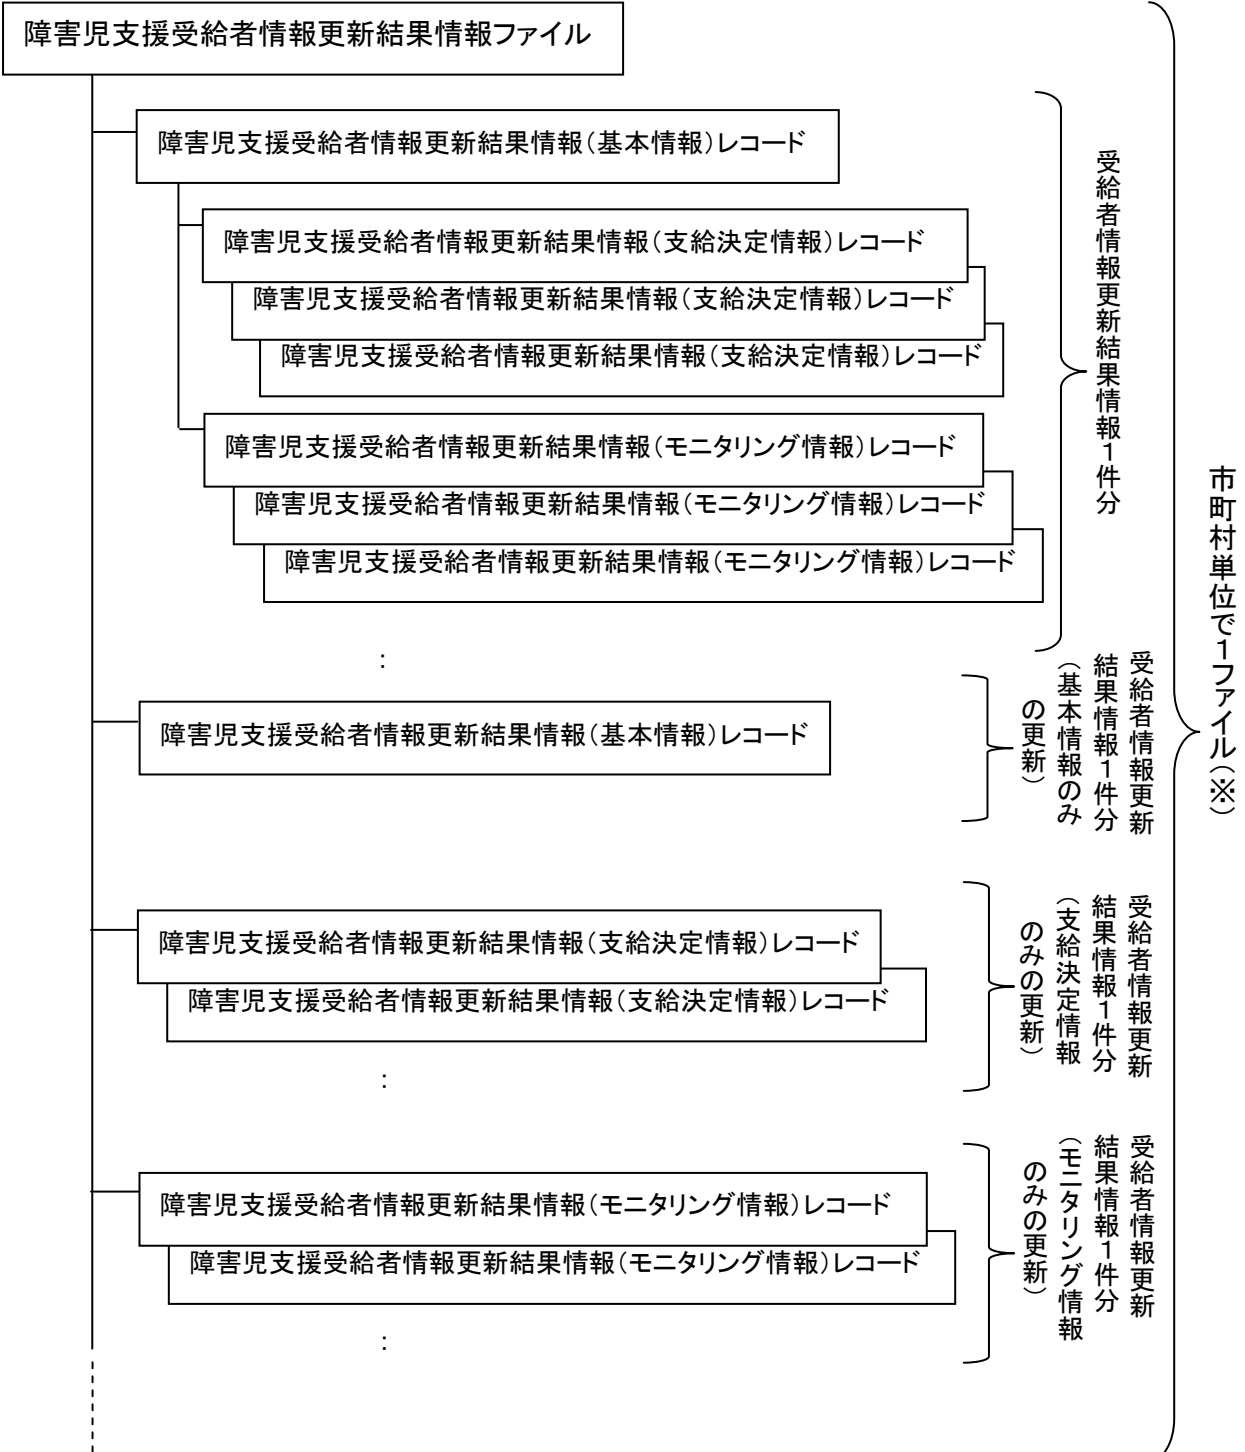 障害児支援受給者情報更新結果情報ファイル
障害児支援受給者情報更新結果情報(基本情報)レコード
障害児支援受給者情報更新結果情報(支給決定情報)レコード
障害児支援受給者情報更新結果情報(支給決定情報)レコード
障害児支援受給者情報更新結果情報(支給決定情報)レコード
障害児支援受給者情報更新結果情報(モニタリング情報)レコード
障害児支援受給者情報更新結果情報(モニタリング情報)レコード
障害児支援受給者情報更新結果情報(モニタリング情報)レコード
受給者情報更新結果情報1件分
:
障害児支援受給者情報更新結果情報(基本情報)レコード
受給者情報更新
結果情報1件分
(基本情報のみ
の更新)
障害児支援受給者情報更新結果情報(支給決定情報)レコード
障害児支援受給者情報更新結果情報(支給決定情報)レコード
:
受給者情報更新
結果情報1件分
(支給決定情報
のみの更新)
障害児支援受給者情報更新結果情報(モニタリング情報)レコード
障害児支援受給者情報更新結果情報(モニタリング情報)レコード
:
受給者情報更新
結果情報1件分
(モニタリング情報
のみの更新)
市町村単位で1ファイル(※)